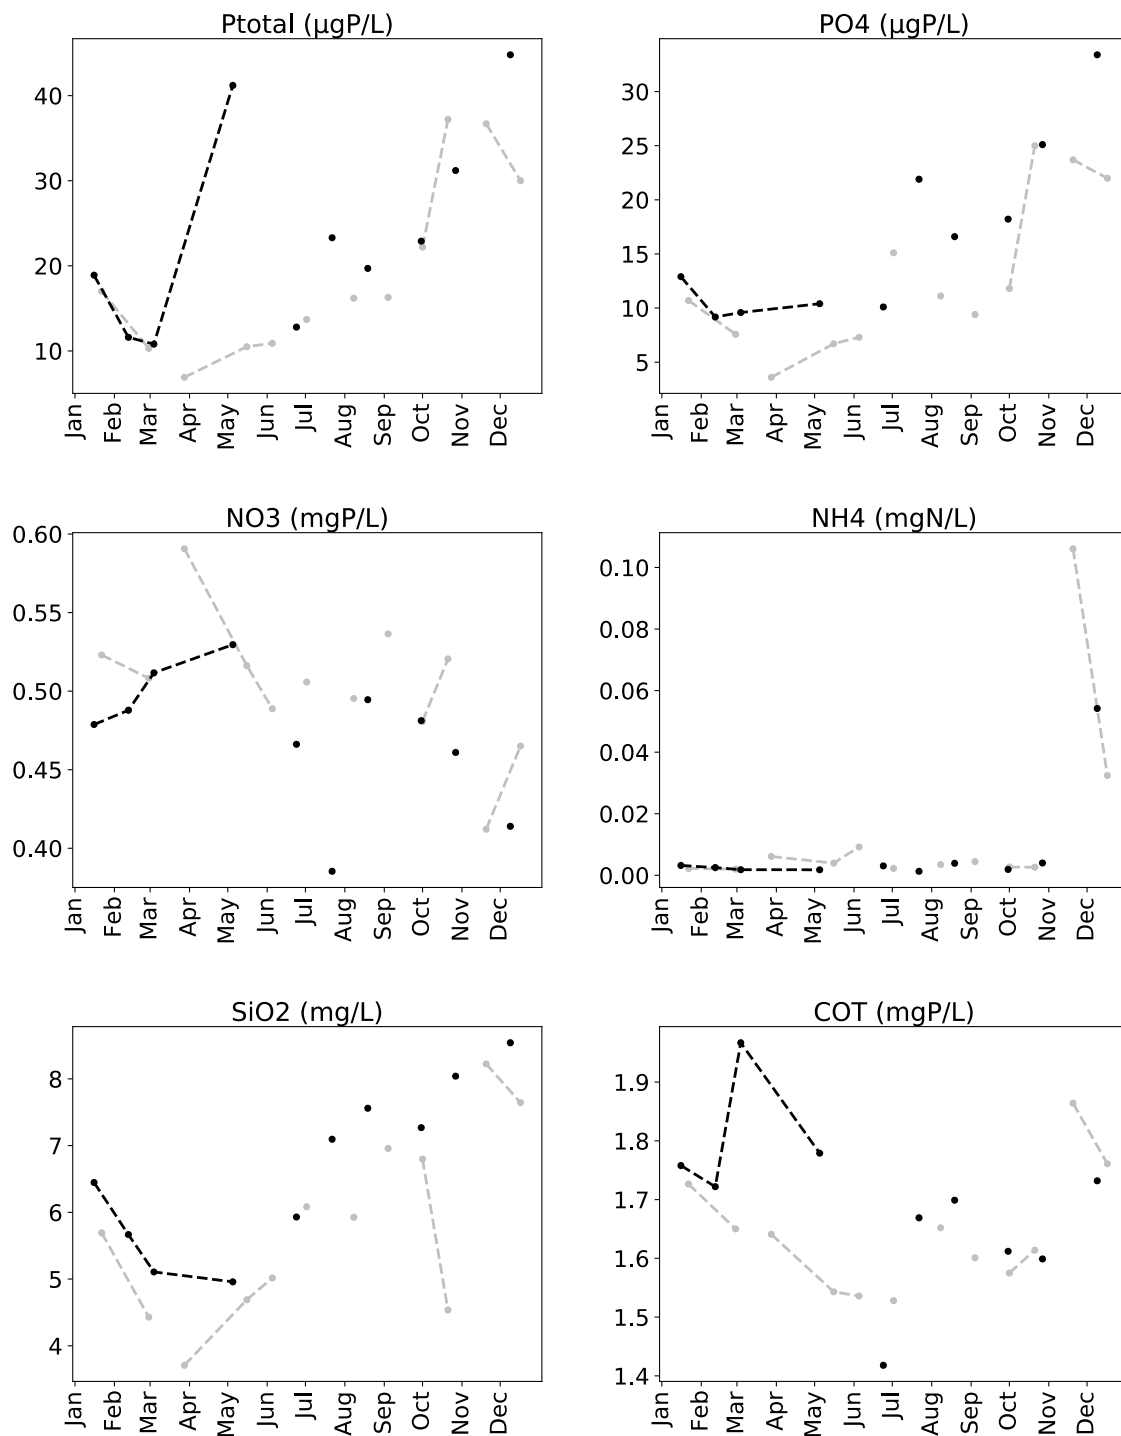 Ptotal (µgP/L)
40
30
20
10
Jan Feb Mar Apr May Jun Jul Aug Sep Oct Nov Dec
PO4 (µgP/L)
30
25
20
15
10
5
Jan Feb Mar Apr May Jun Jul Aug Sep Oct Nov Dec
NO3 (mgP/L)
0.60
0.55
0.50
0.45
0.40
Jan Feb Mar Apr May Jun Jul Aug Sep Oct Nov Dec
NH4 (mgN/L)
0.10
0.08
0.06
0.04
0.02
0.00
Jan Feb Mar Apr May Jun Jul Aug Sep Oct Nov Dec
SiO2 (mg/L)
8
7
6
5
4
Jan Feb Mar Apr May Jun Jul Aug Sep Oct Nov Dec
COT (mgP/L)
1.9
1.8
1.7
1.6
1.5
1.4
Jan Feb Mar Apr May Jun Jul Aug Sep Oct Nov Dec